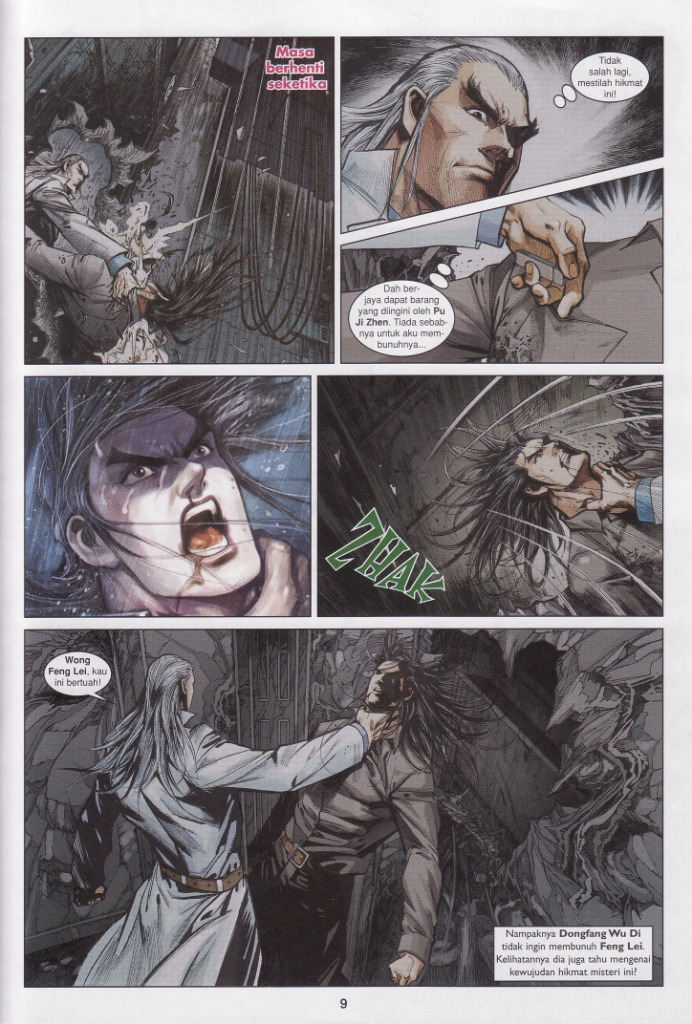 Masa
berhenti
seketika
Tidak
salah lagi,
mestilah hikmat
ini!
Dah ber-
jaya dapat barang
yang diingini oleh Pu
Ji Zhen. Tiada sebab-
nya untuk aku mem-
bunuhnya...
ZHAK
Wong
Feng Lei, kau
ini bertuah!
Nampaknya Dongfang Wu Di
tidak ingin membunuh Feng Lei.
Kelihatannya dia juga tahu mengenai
kewujudan hikmat misteri ini?
9